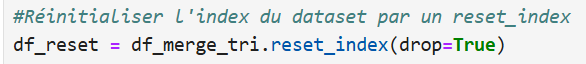 #Réinitialiser l'index du dataset par un reset_index
df_reset = df_merge_tri.reset_index(drop=True)